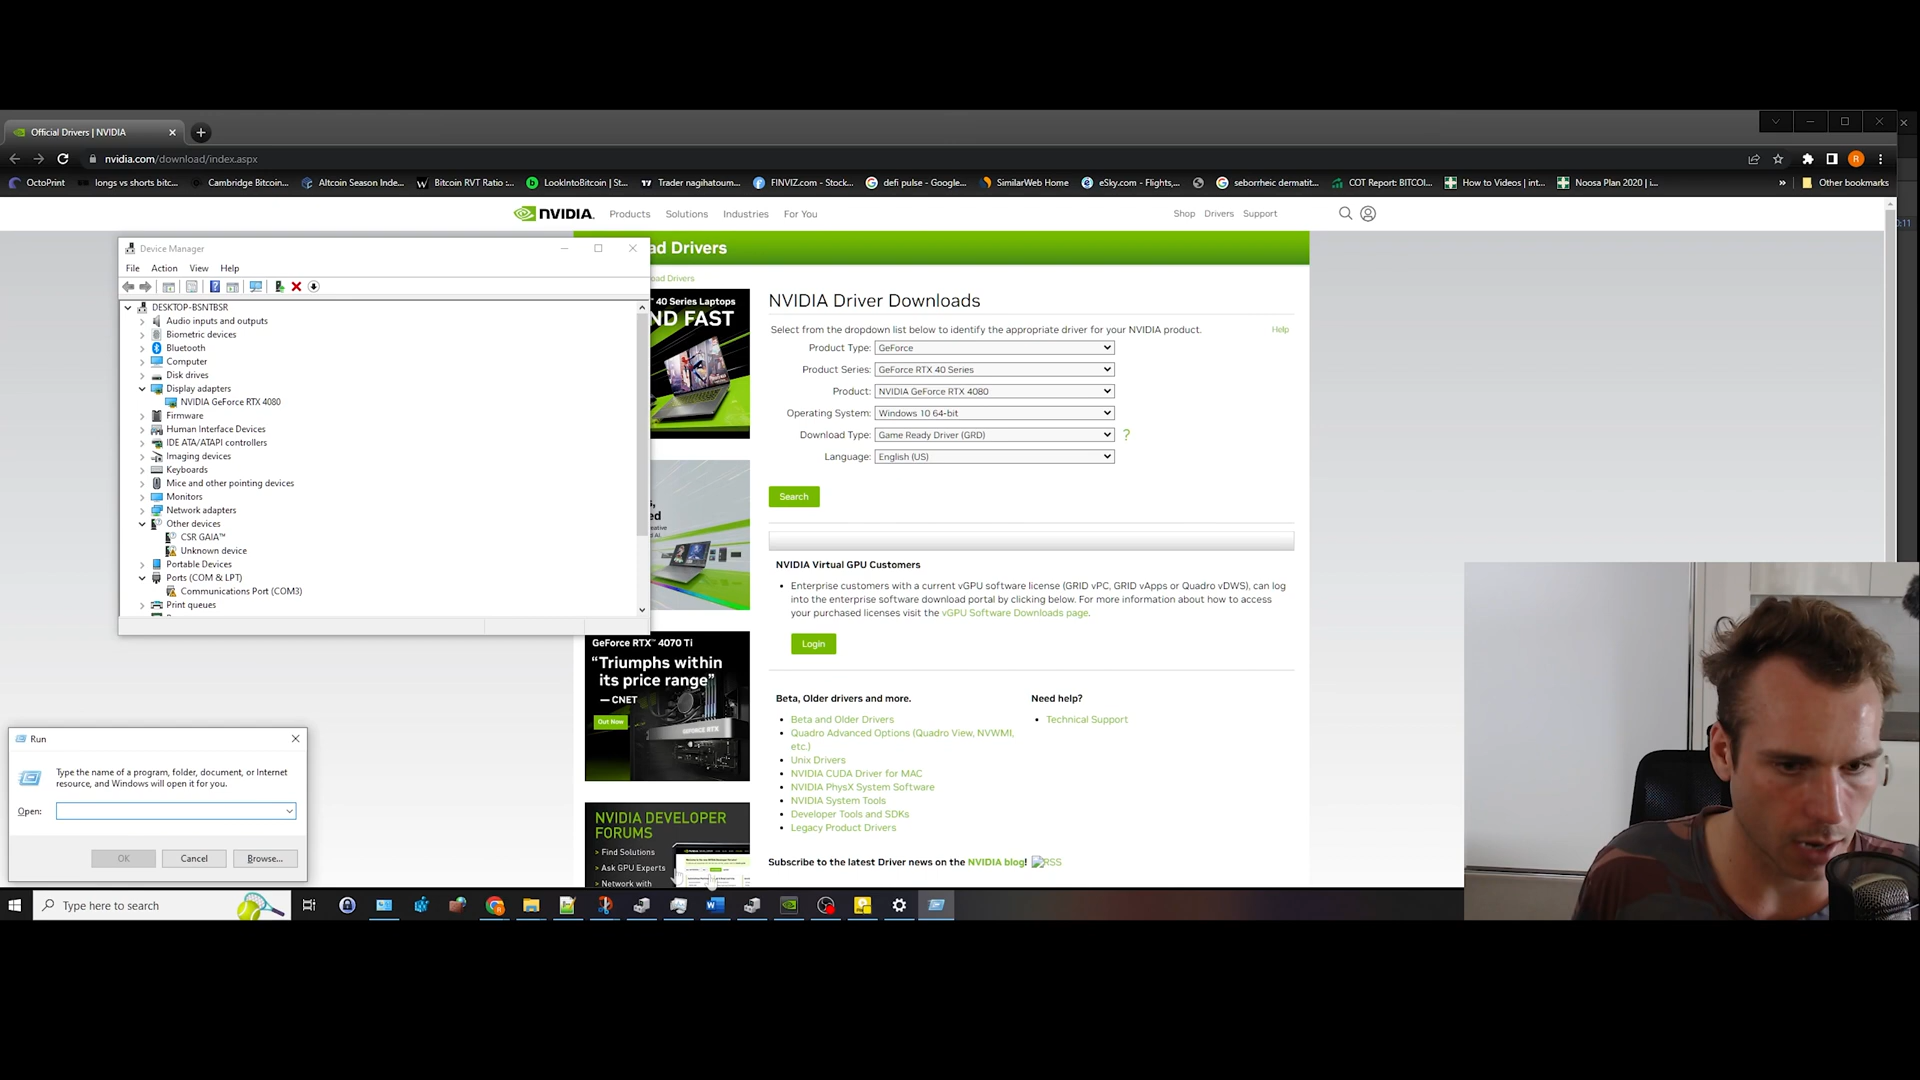 Official Drivers | NVIDIA
nvidia.com/download/index.aspx
R
OctoPrint
longs vs shorts bitc...
Cambridge Bitcoin...
Altcoin Season Inde...
Bitcoin RVT Ratio :...
LookIntoBitcoin | St...
Trader nagihatoum...
FINVIZ.com - Stock...
defi pulse - Google...
SimilarWeb Home
eSky.com - Flights,...
seborrheic dermatit...
COT Report: BITCOI...
How to Videos | int...
Noosa Plan 2020 | i...
»
Other bookmarks
NVIDIA.
Products
Solutions
Industries
For You
Shop
Drivers
Support
Device Manager
File
Action
View
Help
DESKTOP-BSNTBSR
Audio inputs and outputs
Biometric devices
Bluetooth
Computer
Disk drives
Display adapters
NVIDIA GeForce RTX 4080
Firmware
Human Interface Devices
IDE ATA/ATAPI controllers
Imaging devices
Keyboards
Mice and other pointing devices
Monitors
Network adapters
Other devices
CSR GAIA™
Unknown device
Portable Devices
Ports (COM & LPT)
Communications Port (COM3)
Print queues
ad Drivers
oad Drivers
40 Series Laptops
ND FAST
NVIDIA Driver Downloads
Select from the dropdown list below to identify the appropriate driver for your NVIDIA product.
Help
Product Type: GeForce
Product Series: GeForce RTX 40 Series
Product: NVIDIA GeForce RTX 4080
Operating System: Windows 10 64-bit
Download Type: Game Ready Driver (GRD)
?
Language: English (US)
Search
NVIDIA Virtual GPU Customers
• Enterprise customers with a current vGPU software license (GRID vPC, GRID vApps or Quadro vDWS), can log
into the enterprise software download portal by clicking below. For more information about how to access
your purchased licenses visit the vGPU Software Downloads page.
Login
GeForce RTX™ 4070 Ti
“Triumphs within
its price range”
— CNET
Out Now
GEFORCE RTX
NVIDIA DEVELOPER
FORUMS
> Find Solutions
> Ask GPU Experts
> Network with
Beta, Older drivers and more.
• Beta and Older Drivers
• Quadro Advanced Options (Quadro View, NVWMI,
etc.)
• Unix Drivers
• NVIDIA CUDA Driver for MAC
• NVIDIA PhysX System Software
• NVIDIA System Tools
• Developer Tools and SDKs
• Legacy Product Drivers
Need help?
• Technical Support
Subscribe to the latest Driver news on the NVIDIA blog! RSS
Run
Type the name of a program, folder, document, or Internet
resource, and Windows will open it for you.
Open:
OK
Cancel
Browse...
Type here to search